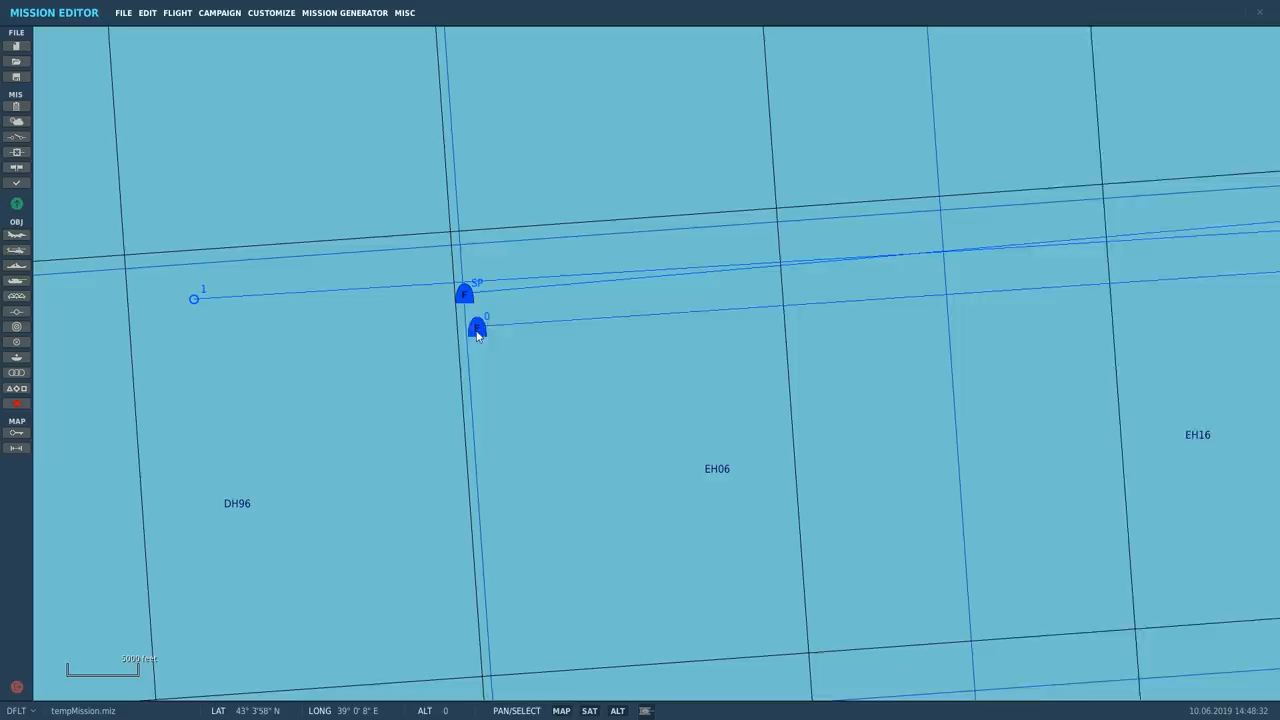 MISSION EDITOR FILE EDIT FLIGHT CAMPAIGN CUSTOMIZE MISSION GENERATOR MISC
FILE
MIS
OBJ
MAP
1
SP
F
0
F
EH16
EH06
DH96
5000 feet
DFLT tempMission.miz LAT 43° 3'58" N LONG 39° 0' 8" E ALT 0 PAN/SELECT MAP SAT ALT 10.06.2019 14:48:32